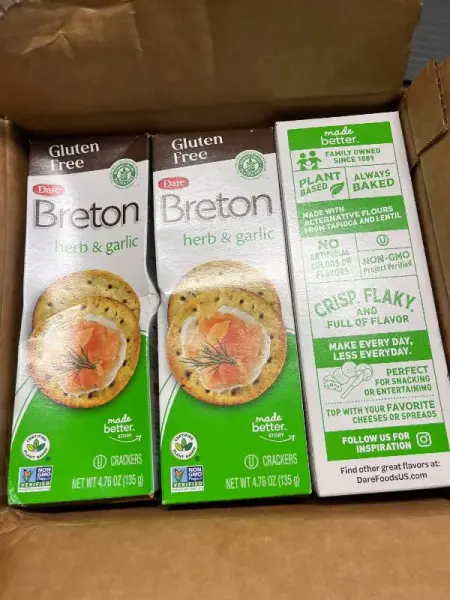 Gluten
Free
Dare
Breton
herb & garlic
made
better.
STORY
CRACKERS
NON
GMO
Project
VERIFIED
NET WT 4.76 OZ (135 g)
Gluten
Free
Dare
Breton
herb & garlic
made
better.
STORY
CRACKERS
NON
GMO
Project
VERIFIED
NET WT 4.76 OZ (135 g)
made
better.
FAMILY OWNED
SINCE 1889
PLANT
BASED
ALWAYS
BAKED
MADE WITH
ALTERNATIVE FLOURS
FROM TAPIOCA AND LENTIL
NO
ARTIFICIAL
COLORS OR
FLAVORS
U
NON-GMO
Project Verified
CRISP, FLAKY
AND
FULL OF FLAVOR
MAKE EVERY DAY,
LESS EVERYDAY.
PERFECT
FOR SNACKING
OR ENTERTAINING
TOP WITH YOUR FAVORITE
CHEESES OR SPREADS
FOLLOW US FOR
INSPIRATION
Find other great flavors at:
DareFoodsUS.com